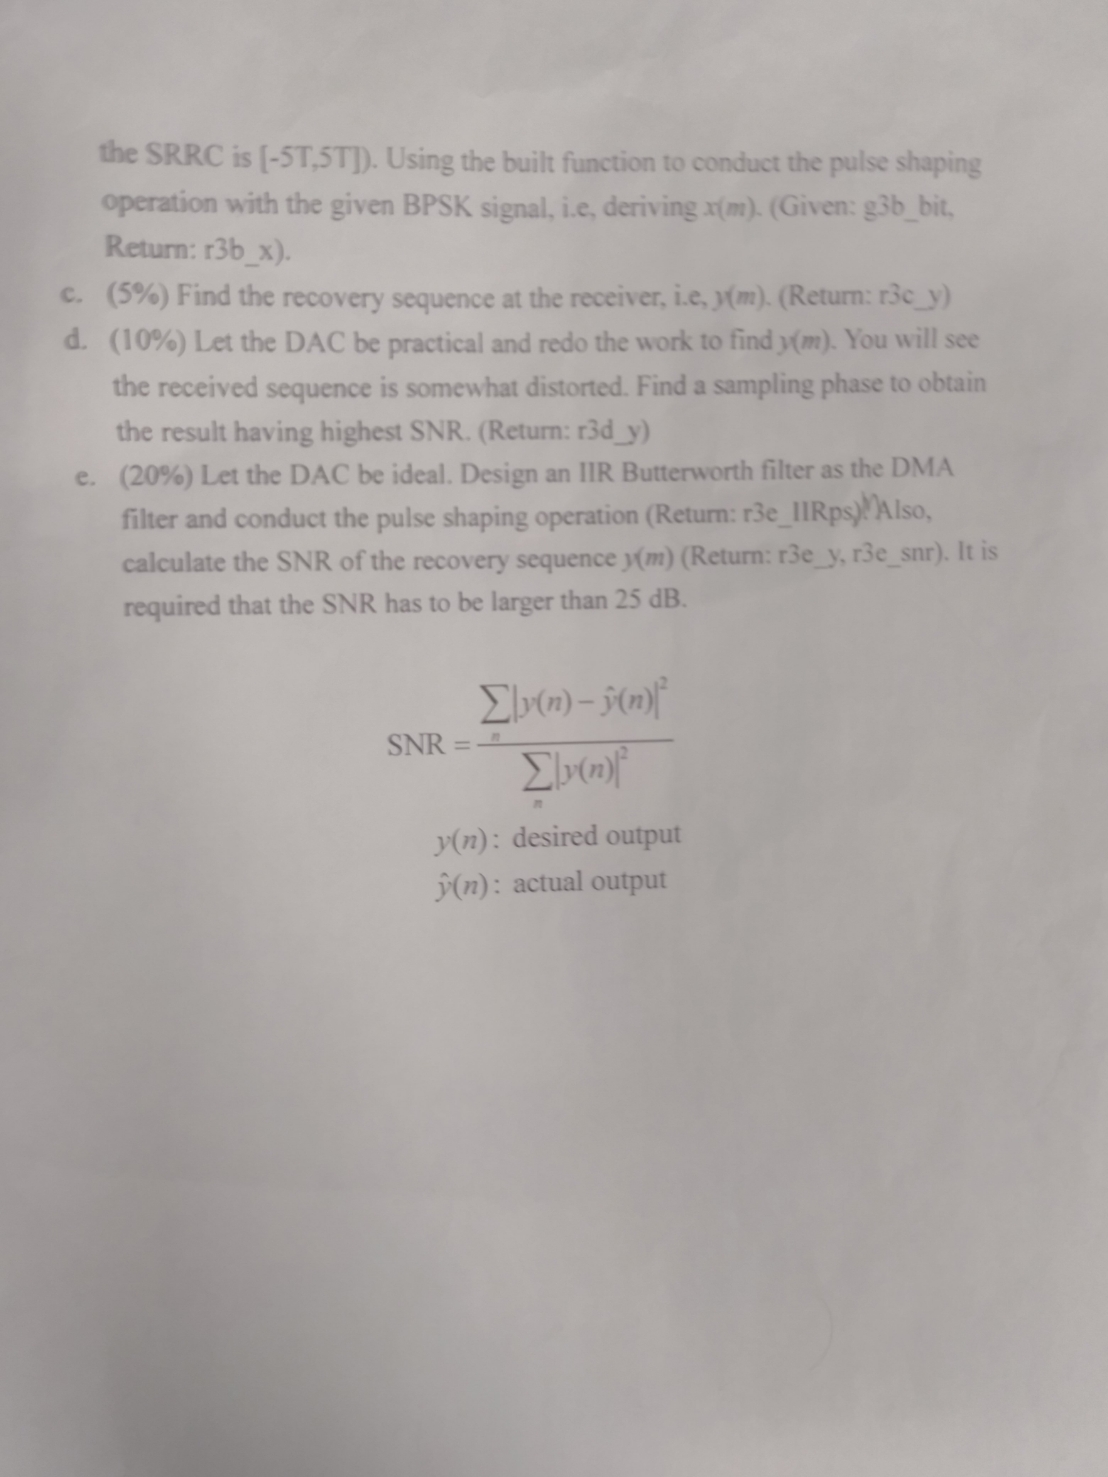 the SRRC is [-5T,5T]). Using the built function to conduct the pulse shaping
operation with the given BPSK signal, i.e, deriving x(m). (Given: g3b_bit,
Return: r3b_x).
c. (5%) Find the recovery sequence at the receiver, i.e, y(m). (Return: r3c_y)
d. (10%) Let the DAC be practical and redo the work to find y(m). You will see
the received sequence is somewhat distorted. Find a sampling phase to obtain
the result having highest SNR. (Return: r3d_y)
e. (20%) Let the DAC be ideal. Design an IIR Butterworth filter as the DMA
filter and conduct the pulse shaping operation (Return: r3e_IIRps). Also,
calculate the SNR of the recovery sequence y(m) (Return: r3e_y, r3e_snr). It is
required that the SNR has to be larger than 25 dB.
SNR = \frac{\sum_n |y(n) - ŷ(n)|^2}{\sum_n |y(n)|^2}
y(n): desired output
ŷ(n): actual output